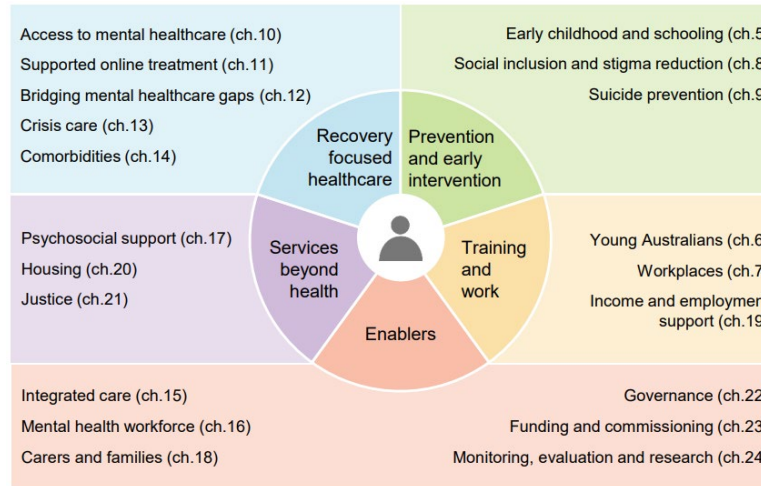 Access to mental healthcare (ch.10)
Supported online treatment (ch.11)
Bridging mental healthcare gaps (ch.12)
Crisis care (ch.13)
Comorbidities (ch.14)
Early childhood and schooling (ch.5
Social inclusion and stigma reduction (ch.8
Suicide prevention (ch.9
Recovery
focused
healthcare
Prevention
and early
intervention
Psychosocial support (ch.17)
Housing (ch.20)
Justice (ch.21)
Services
beyond
health
Training
and
work
Young Australians (ch.6
Workplaces (ch.7
Income and employmen
support (ch.19
Enablers
Integrated care (ch.15)
Mental health workforce (ch.16)
Carers and families (ch.18)
Governance (ch.22
Funding and commissioning (ch.23
Monitoring, evaluation and research (ch.24